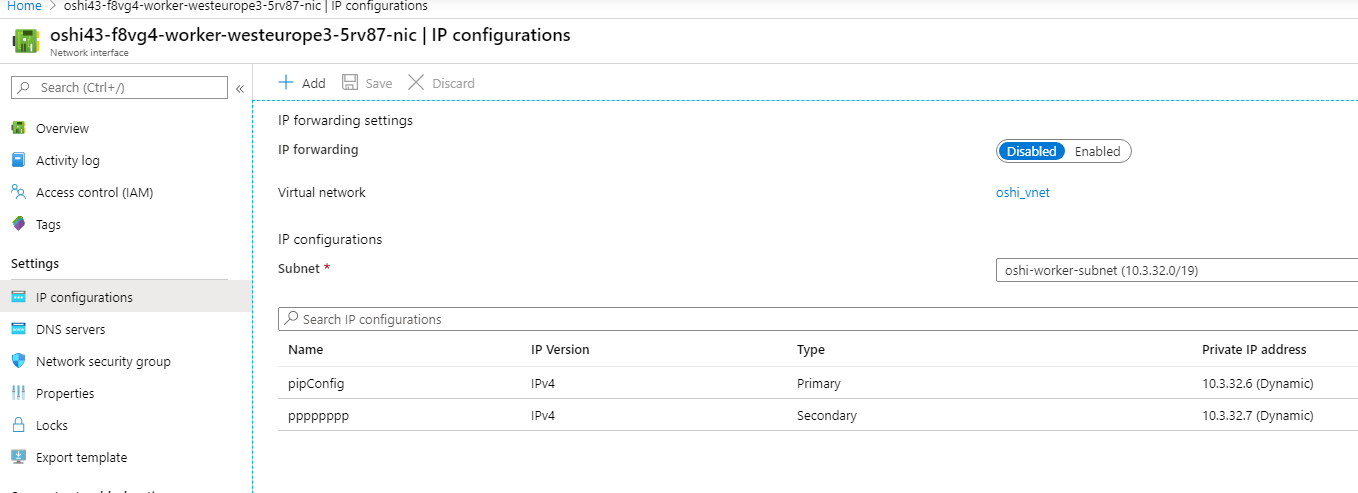 Home > oshi43-f8vg4-worker-westeurope3-5rv87-nic | IP configurations
oshi43-f8vg4-worker-westeurope3-5rv87-nic | IP configurations
Network interface
Search (Ctrl+/)
«
Add
Save
Discard
Overview
Activity log
Access control (IAM)
Tags
Settings
IP configurations
DNS servers
Network security group
Properties
Locks
Export template
IP forwarding settings
IP forwarding
Disabled Enabled
Virtual network
oshi_vnet
IP configurations
Subnet *
oshi-worker-subnet (10.3.32.0/19)
Search IP configurations
Name IP Version Type Private IP address
pipConfig IPv4 Primary 10.3.32.6 (Dynamic)
pppppppp IPv4 Secondary 10.3.32.7 (Dynamic)